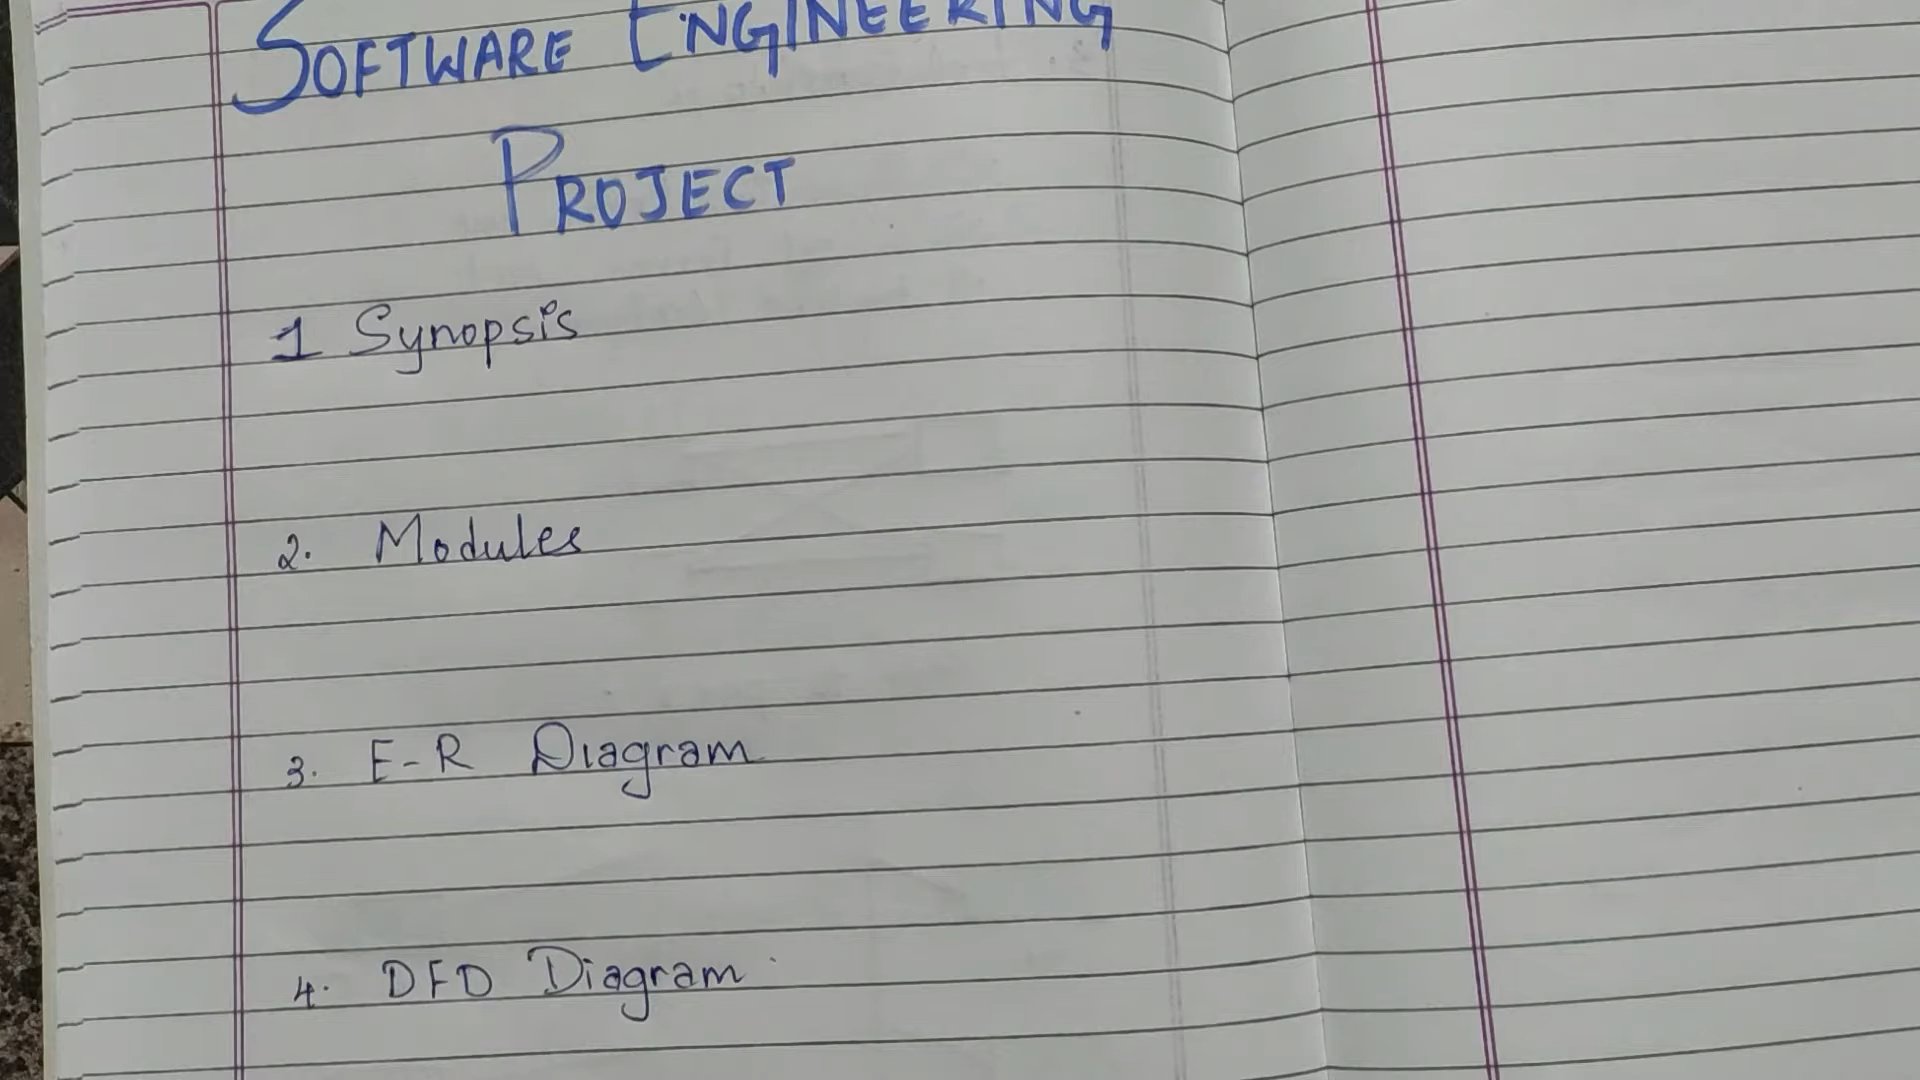 SOFTWARE ENGINEERING
PROJECT
1 Synopsis
2. Modules
3. E-R Diagram
4. DFD Diagram